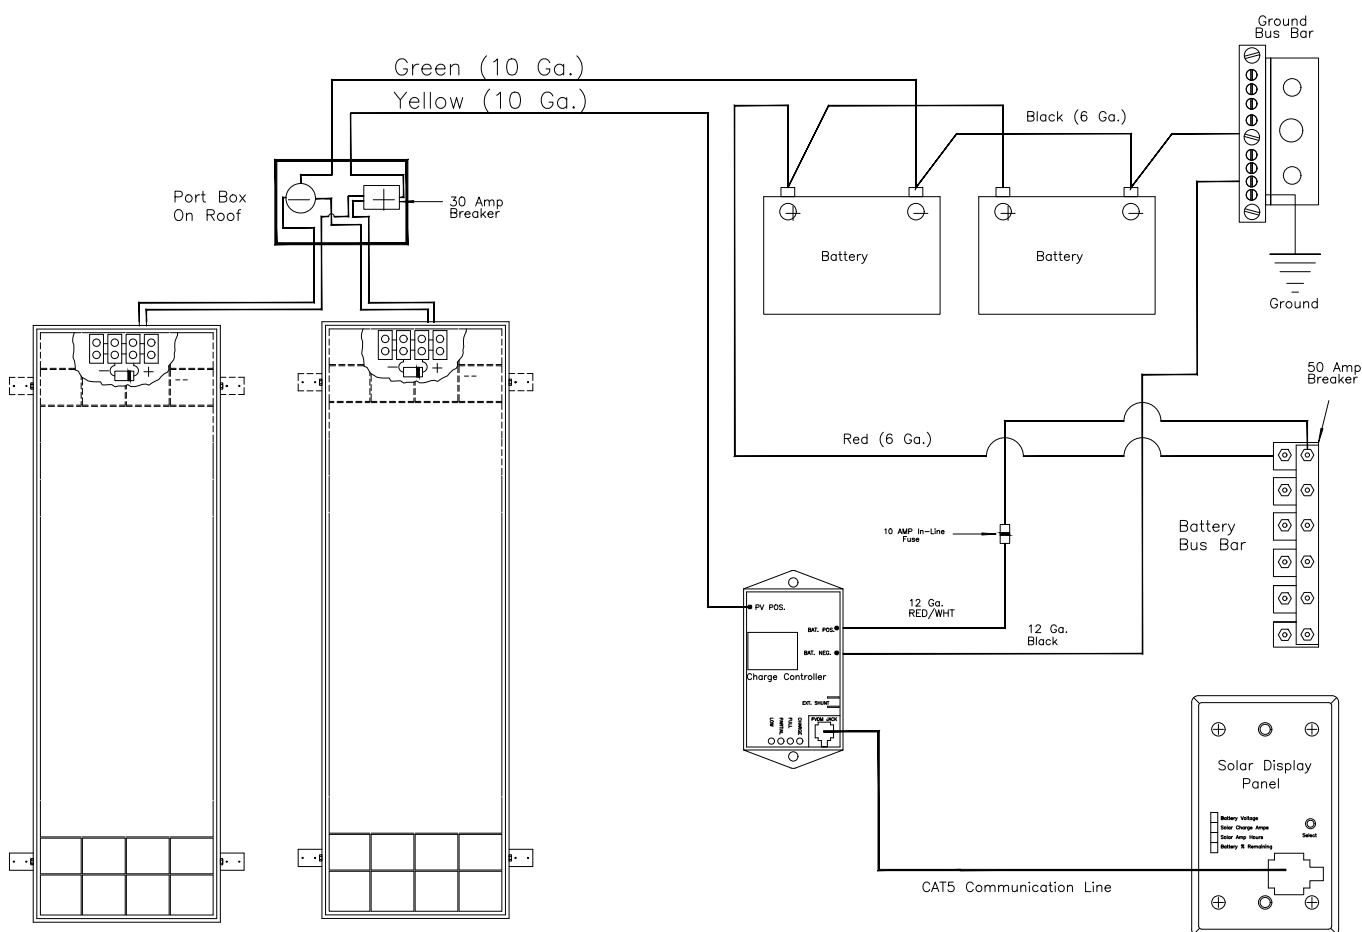 Ground
Bus Bar
Green (10 Ga.)
Yellow (10 Ga.)
Black (6 Ga.)
Port Box
On Roof
30 Amp
Breaker
Battery
Battery
Ground
50 Amp
Breaker
Red (6 Ga.)
10 AMP In-Line
Fuse
Battery
Bus Bar
12 Ga.
RED/WHT
PV POS.
BAT. POS.
12 Ga.
Black
BAT. NEG.
Charge Controller
EXT. SHUNT
LOW
PARTIAL
FULL
CHARGE
PVDM JACK
Solar Display
Panel
Battery Voltage
Solar Charge Amps
Solar Amp Hours
Battery % Remaining
Select
CAT5 Communication Line